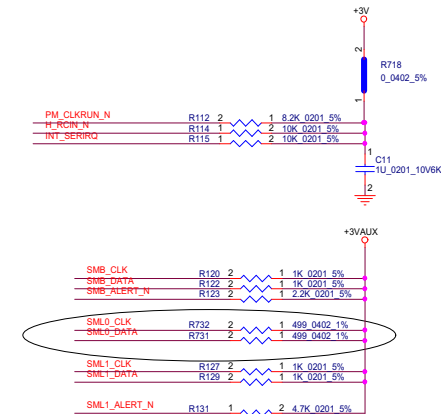 +3V
2
R718
0_0402_5%
1
PM_CLKRUN_N R112 2 1 8.2K_0201_5%
H_RCIN_N R114 1 2 10K_0201_5%
INT_SERIRQ R115 1 2 10K_0201_5%
1
C11
1U_0201_10V6K
2
+3VAUX
SMB_CLK R120 2 1 1K_0201_5%
SMB_DATA R122 2 1 1K_0201_5%
SMB_ALERT_N R123 2 1 2.2K_0201_5%
SML0_CLK R732 2 1 499_0402_1%
SML0_DATA R731 2 1 499_0402_1%
SML1_CLK R127 2 1 1K_0201_5%
SML1_DATA R129 2 1 1K_0201_5%
SML1_ALERT_N R131 1 2 4.7K_0201_5%